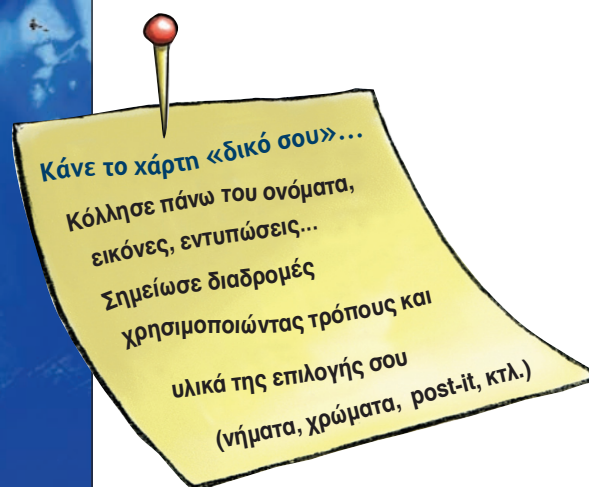 Κάνε το χάρτη «δικό σου»...
Κόλλησε πάνω του ονόματα,
εικόνες, εντυπώσεις...
Σημείωσε διαδρομές
χρησιμοποιώντας τρόπους και
υλικά της επιλογής σου
(νήματα, χρώματα, post-it, κτλ.)